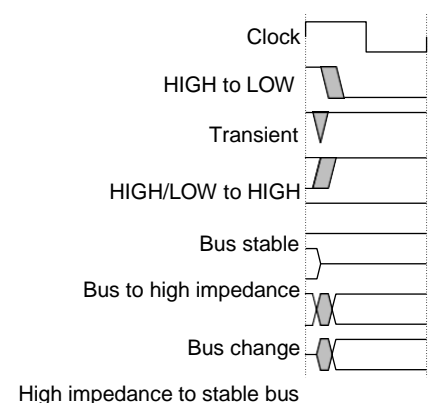 Clock
HIGH to LOW
Transient
HIGH/LOW to HIGH
Bus stable
Bus to high impedance
Bus change
High impedance to stable bus